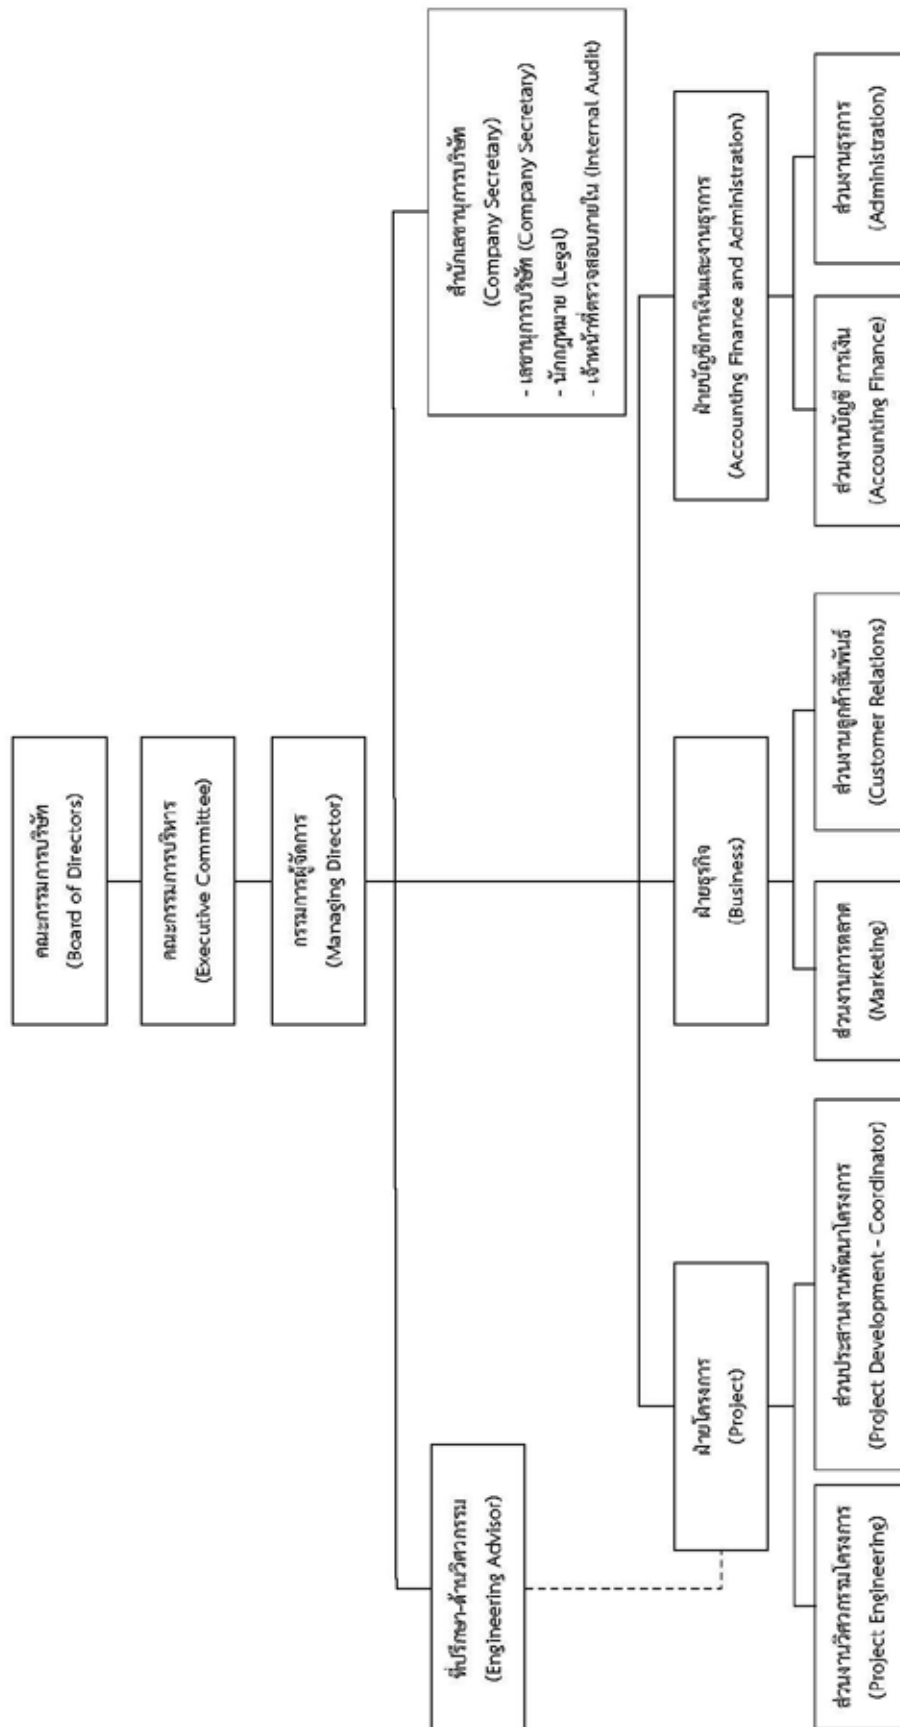 คณะกรรมการบริษัท
(Board of Directors)
คณะกรรมการบริหาร
(Executive Committee)
กรรมการผู้จัดการ
(Managing Director)
ที่ปรึกษา-ด้านวิศวกรรม
(Engineering Advisor)
สำนักเลขานุการบริษัท
(Company Secretary)
- เลขานุการบริษัท (Company Secretary)
- นักกฎหมาย (Legal)
- เจ้าหน้าที่ตรวจสอบภายใน (Internal Audit)
ฝ่ายโครงการ
(Project)
ฝ่ายธุรกิจ
(Business)
ฝ่ายบัญชีการเงินและงานธุรการ
(Accounting Finance and Administration)
ส่วนงานวิศวกรรมโครงการ
(Project Engineering)
ส่วนประสานงานพัฒนาโครงการ
(Project Development - Coordinator)
ส่วนงานการตลาด
(Marketing)
ส่วนงานลูกค้าสัมพันธ์
(Customer Relations)
ส่วนงานบัญชี การเงิน
(Accounting Finance)
ส่วนงานธุรการ
(Administration)